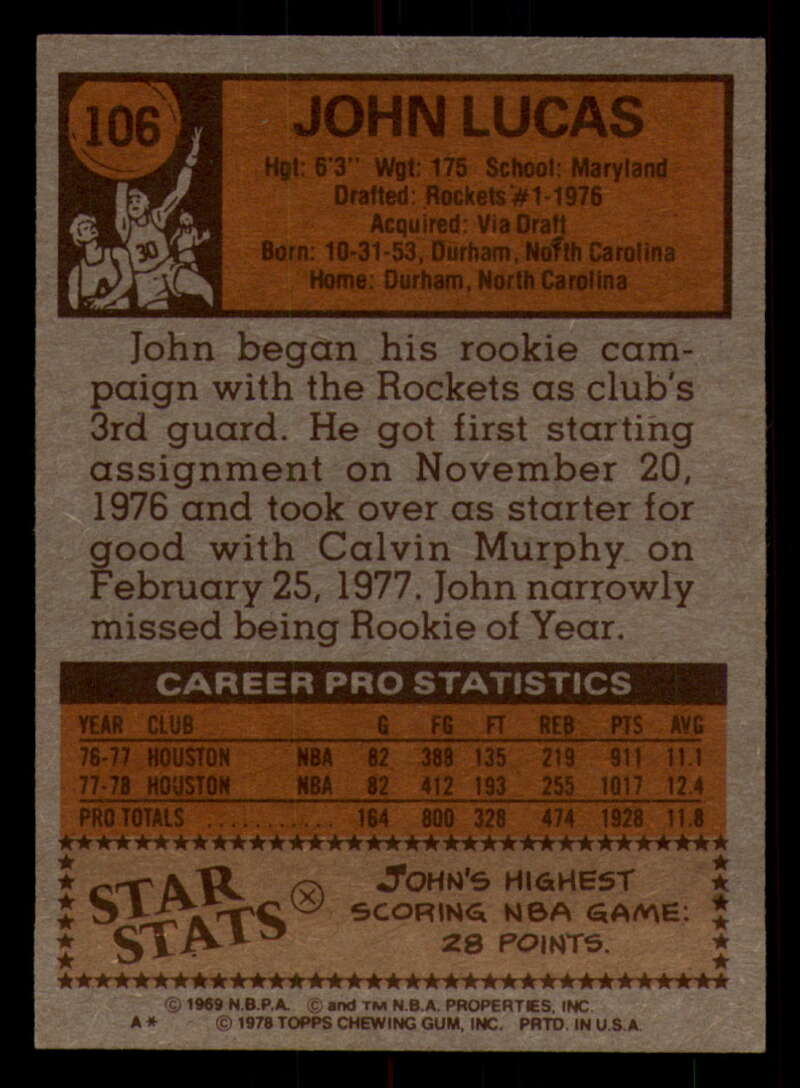 106
JOHN LUCAS
Hgt: 6'3" Wgt: 175 School: Maryland
Drafted: Rockets #1-1976
Acquired: Via Draft
Born: 10-31-53, Durham, North Carolina
Home: Durham, North Carolina
30
John began his rookie cam-
paign with the Rockets as club's
3rd guard. He got first starting
assignment on November 20,
1976 and took over as starter for
good with Calvin Murphy on
February 25, 1977. John narrowly
missed being Rookie of Year.
CAREER PRO STATISTICS
YEAR CLUB G FG FT REB PTS AVG
76-77 HOUSTON NBA 82 388 135 219 911 11.1
77-78 HOUSTON NBA 82 412 193 255 1017 12.4
PRO TOTALS ............ 164 800 328 474 1928 11.8
STAR STATS
JOHN'S HIGHEST
SCORING NBA GAME:
28 POINTS.
© 1969 N.B.P.A. © and TM N.B.A. PROPERTIES, INC.
A* © 1978 TOPPS CHEWING GUM, INC. PRTD. IN U.S.A.